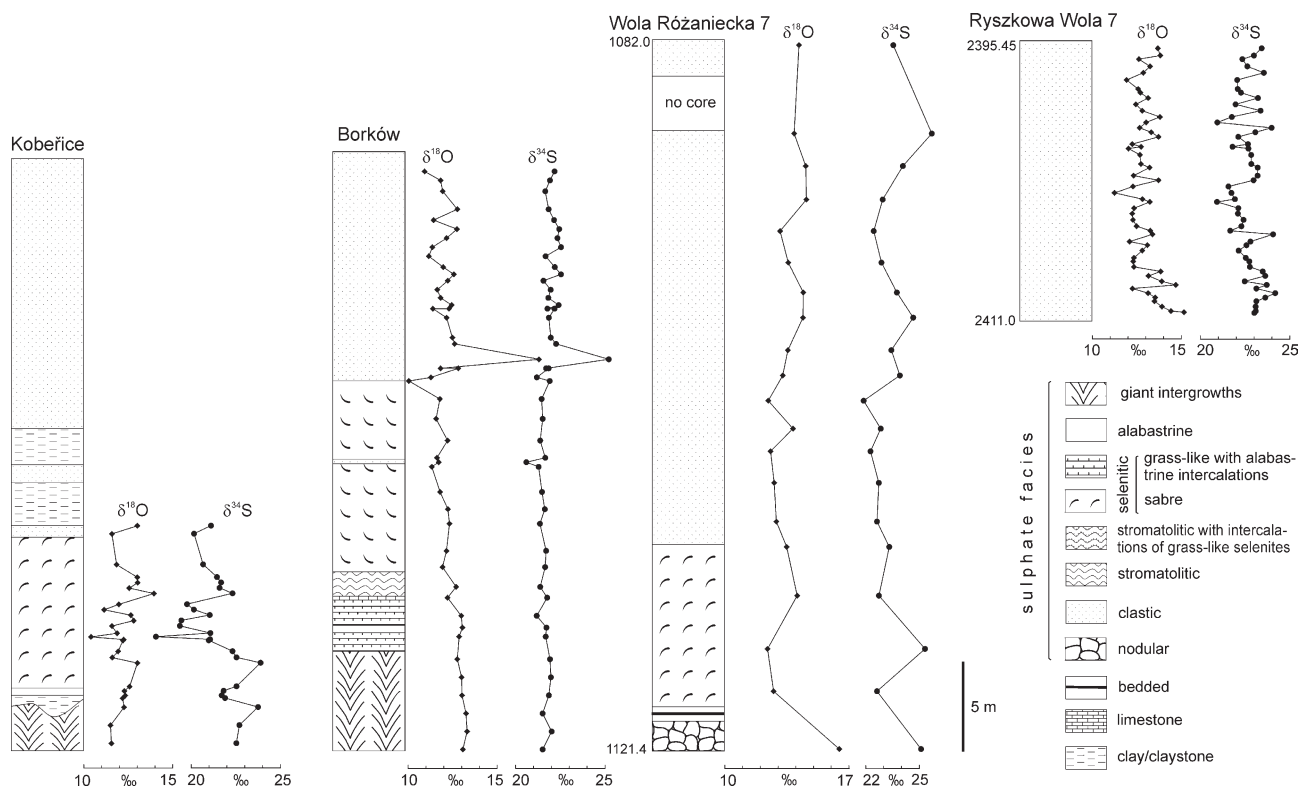 Wola Różaniecka 7
Ryszkowa Wola 7
1082.0
δ18O
δ34S
2395.45
δ18O
δ34S
no core
Kobeřice
Borków
δ18O
δ34S
2411.0
10 ‰ 15 20 ‰ 25
giant intergrowths
alabastrine
grass-like with alabas-
trine intercalations
selenitic
sabre
stromatolitic with intercala-
tions of grass-like selenites
stromatolitic
sulphate facies
clastic
nodular
δ18O
δ34S
bedded
5 m
limestone
clay/claystone
1121.4
10 ‰ 15 20 ‰ 25
10 ‰ 15 20 ‰ 25
10 ‰ 17 22 ‰ 25